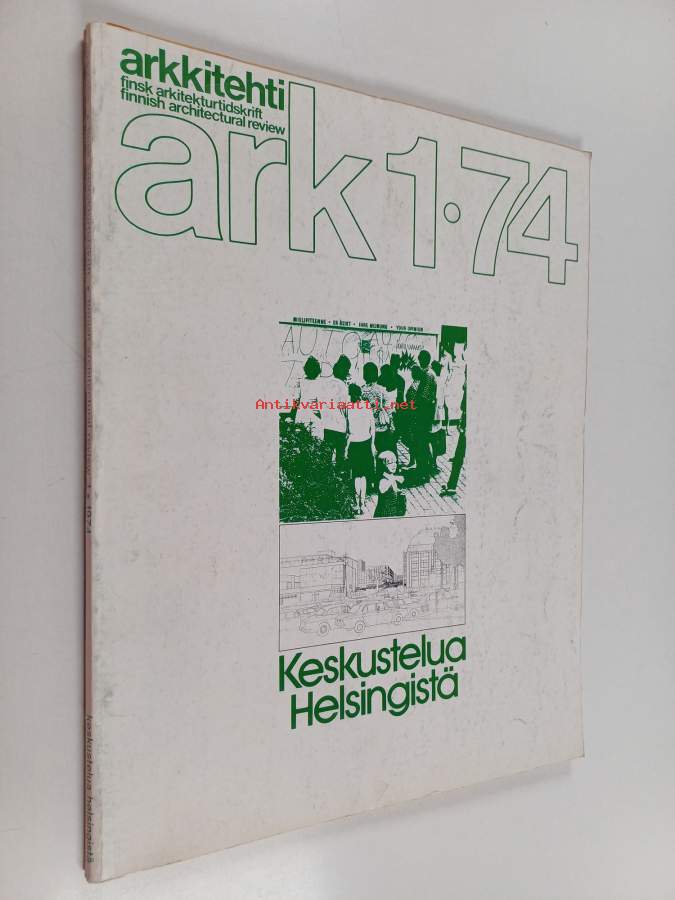 arkkitehti
finsk arkitekturtidskrift
finnish architectural review
ark 1·74
MIELIPITEENNE • ER ÅSIKT • IHRE MEINUNG • YOUR OPINION
AUTO
Antikvariaatti.net
Keskustelua
Helsingistä
keskustelua helsingistä